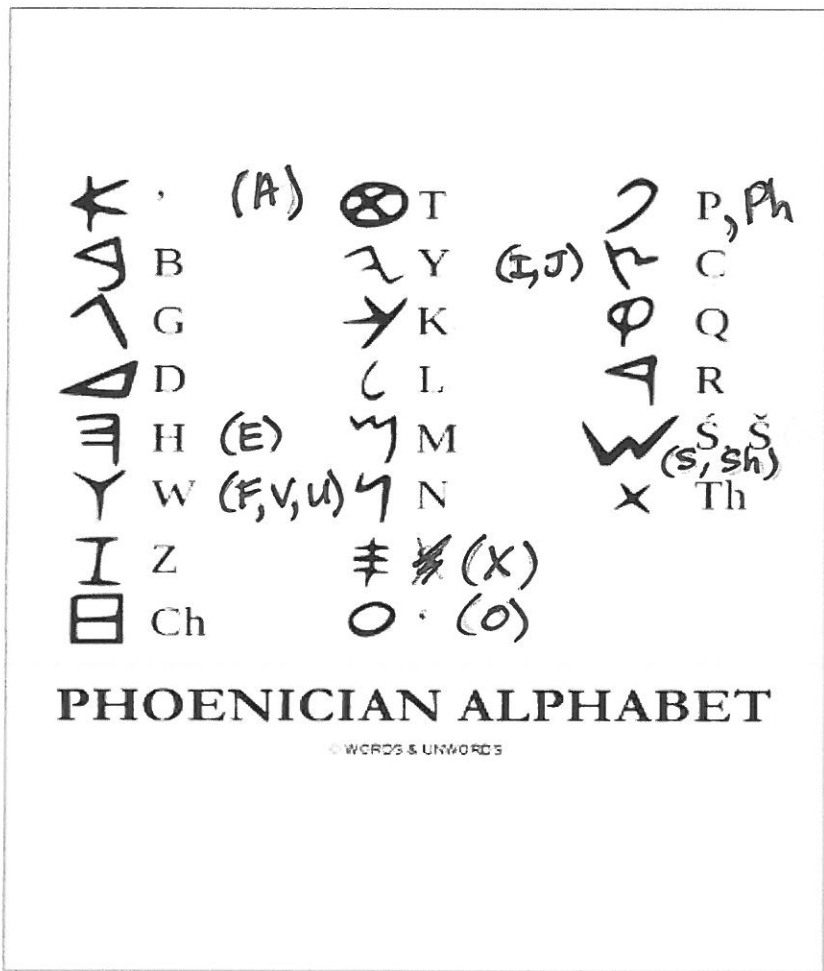 𐤀 ʼ (A) 𐤈 T 𐤐 P, Ph
𐤁 B 𐤉 Y (I,J) 𐤑 C
𐤂 G 𐤊 K 𐤒 Q
𐤃 D 𐤋 L 𐤓 R
𐤄 H (E) 𐤌 M 𐤔 Ś, Š
(S, Sh)
𐤅 W (F,V,U) 𐤍 N 𐤕 Th
𐤆 Z 𐤎 (X)
𐤇 Ch 𐤏 ʽ (O)
PHOENICIAN ALPHABET
© WORDS & UNWORDS